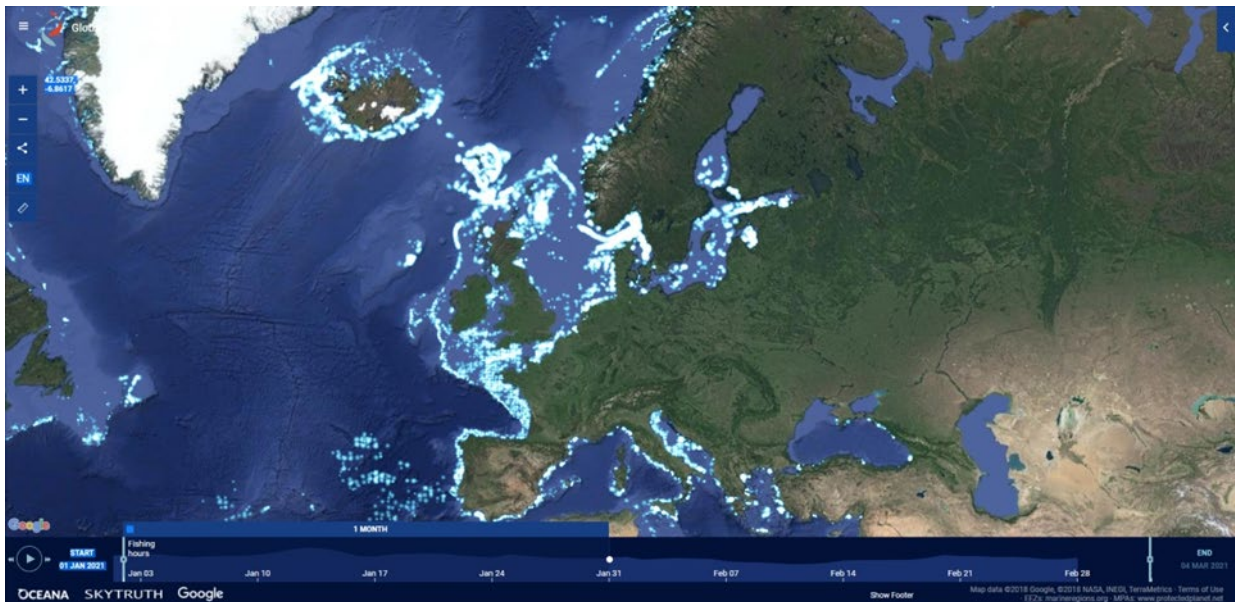 Glob
+
42.5337,
-6.8617
−
EN
Google
1 MONTH
Fishing
hours
START
01 JAN 2021
Jan 03
Jan 10
Jan 17
Jan 24
Jan 31
Feb 07
Feb 14
Feb 21
Feb 28
END
04 MAR 2021
OCEANA SKYTRUTH Google
Show Footer
Map data ©2018 Google, ©2018 NASA, INEGI, TerraMetrics · Terms of Use
EEZs: marineregions.org · MPAs: www.protectedplanet.net